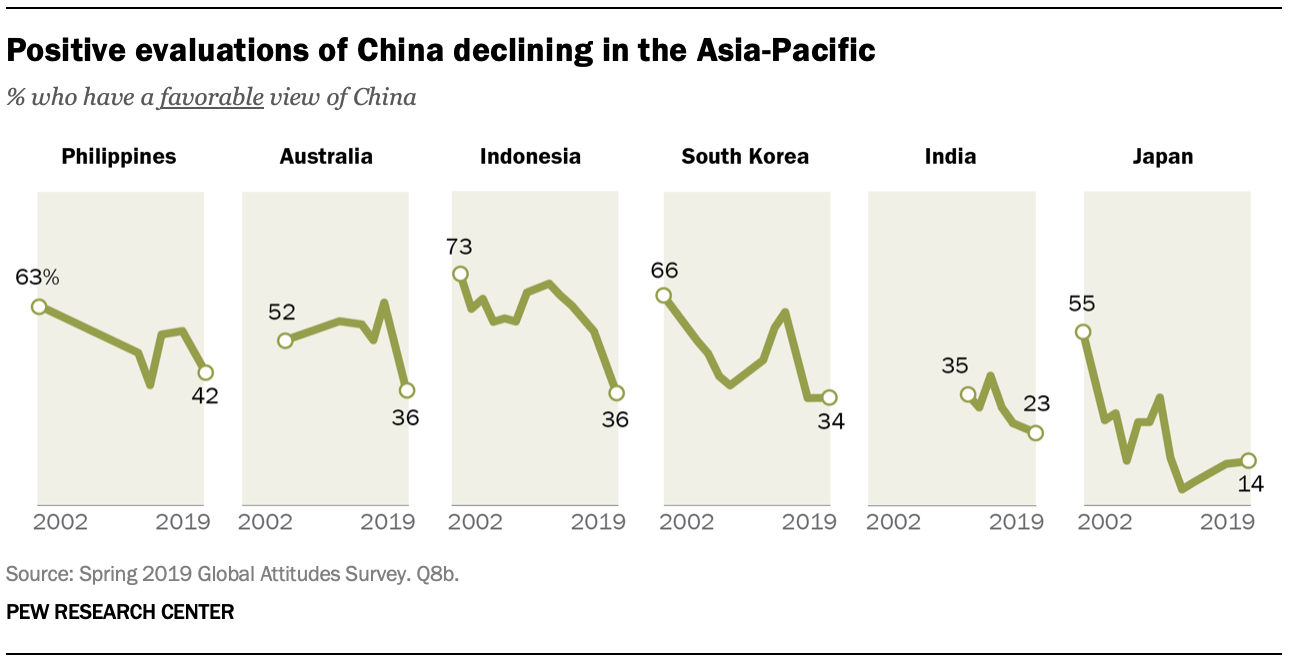 Positive evaluations of China declining in the Asia-Pacific
% who have a favorable view of China
Philippines Australia Indonesia South Korea India Japan
63% 52 73 66 35 55
42 36 36 34 23 14
2002 2019 2002 2019 2002 2019 2002 2019 2002 2019 2002 2019
Source: Spring 2019 Global Attitudes Survey. Q8b.
PEW RESEARCH CENTER